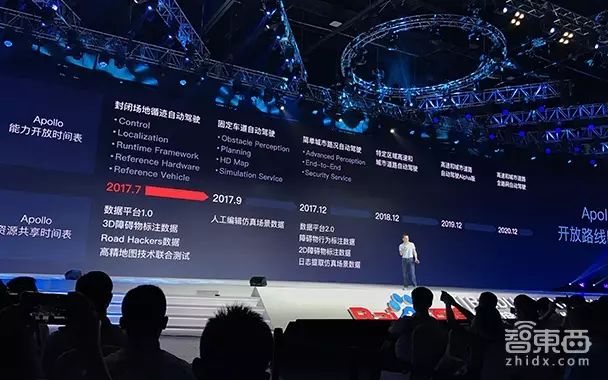 Apollo
能力开放时间表
封闭场地循迹自动驾驶
• Control
• Localization
• Runtime Framework
• Reference Hardware
• Reference Vehicle
固定车道自动驾驶
• Obstacle Perception
• Planning
• HD Map
• Simulation Service
简单城市路况自动驾驶
• Advanced Perception
• End-to-End
• Security Service
特定区域高速和
城市道路自动驾驶
高速和城市道路
自动驾驶Alpha版
高速和城市道路
全路网自动驾驶
2017.7
2017.9
2017.12
2018.12
2019.12
2020.12
Apollo
资源共享时间表
数据平台1.0
3D障碍物标注数据
Road Hackers数据
高精地图技术联合测试
人工编辑仿真场景数据
数据平台2.0
障碍物行为标注数据
2D障碍物标注数据
日志提取仿真场景数据
Apol
开放路线
智東西
zhidx.com